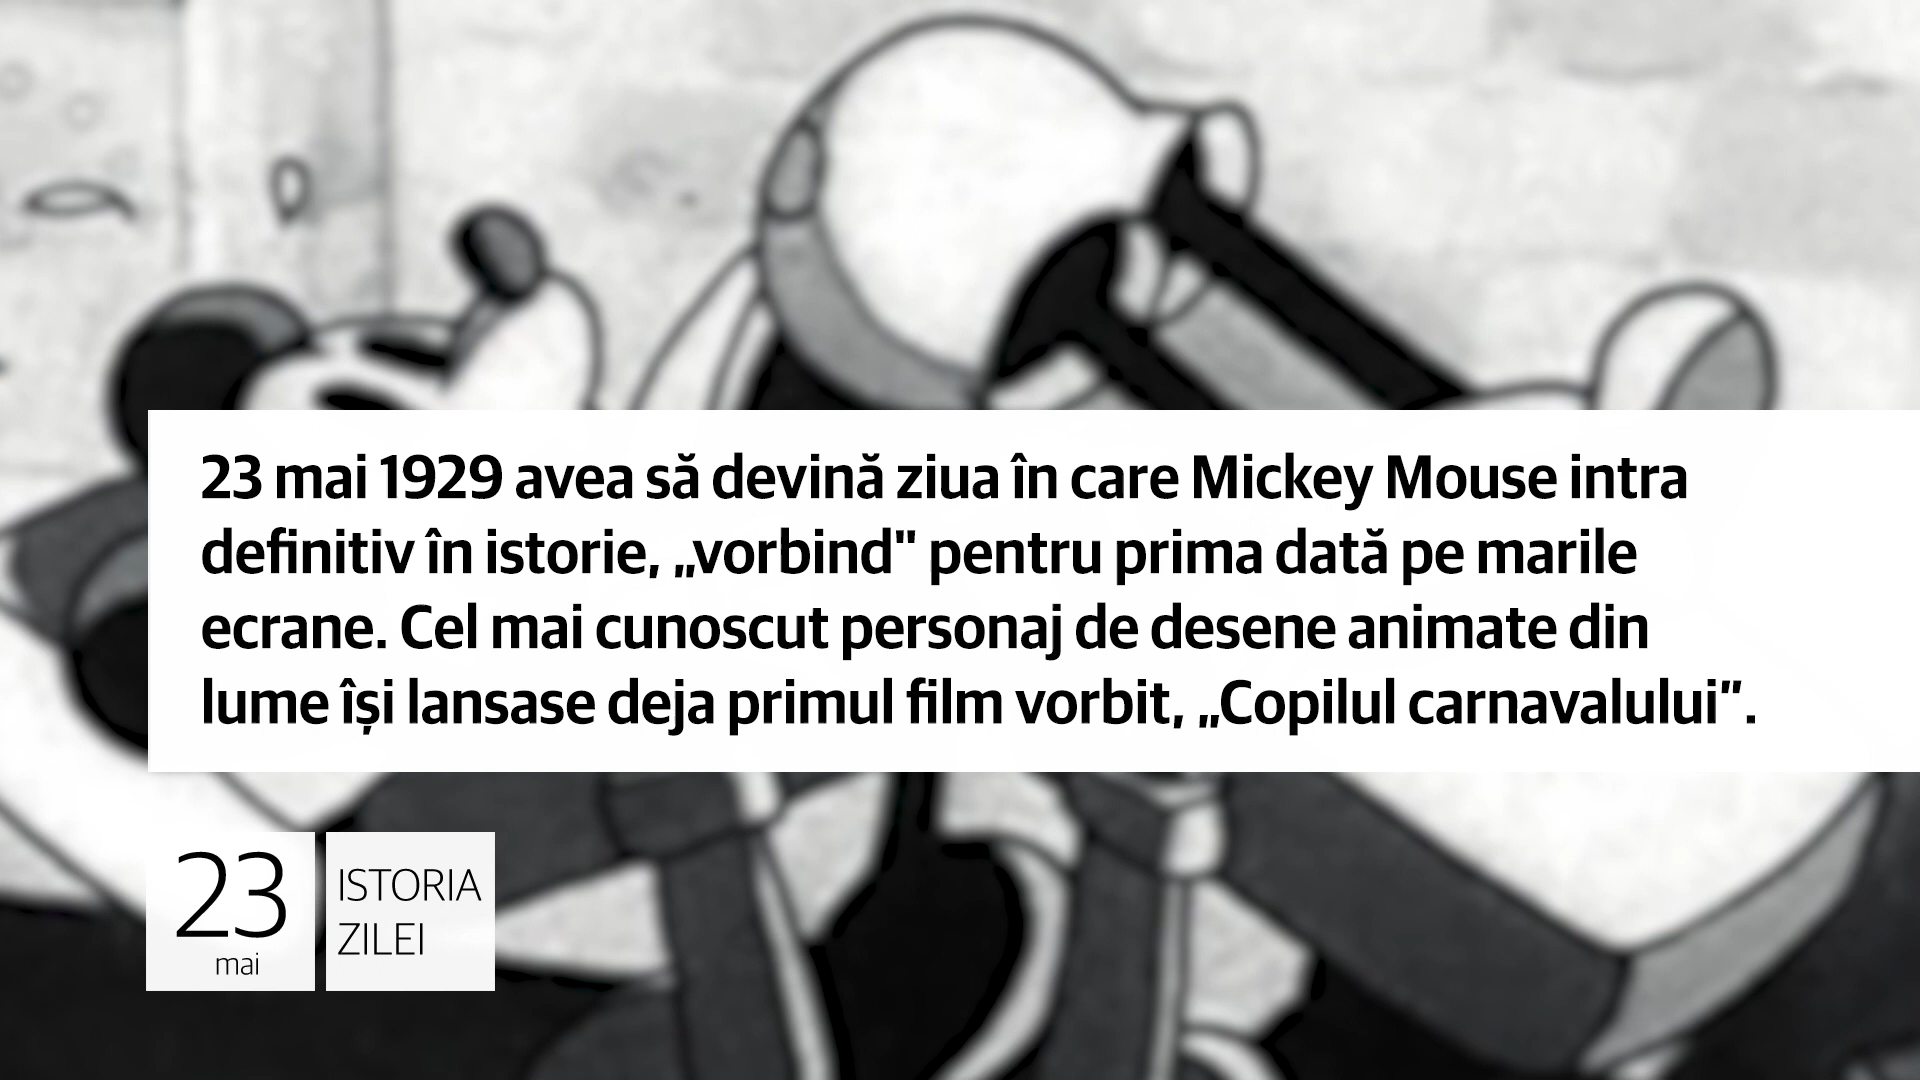 23 mai 1929 avea să devină ziua în care Mickey Mouse intra
definitiv în istorie, „vorbind" pentru prima dată pe marile
ecrane. Cel mai cunoscut personaj de desene animate din
lume își lansase deja primul film vorbit, „Copilul carnavalului”.
23
mai
ISTORIA
ZILEI